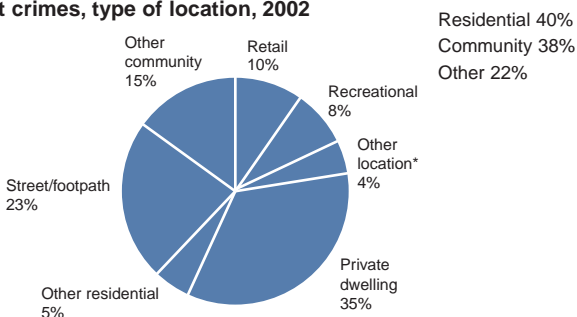 t crimes, type of location, 2002
Residential 40%
Community 38%
Other 22%
Other
community
15%
Retail
10%
Recreational
8%
Other
location*
4%
Street/footpath
23%
Private
dwelling
35%
Other residential
5%